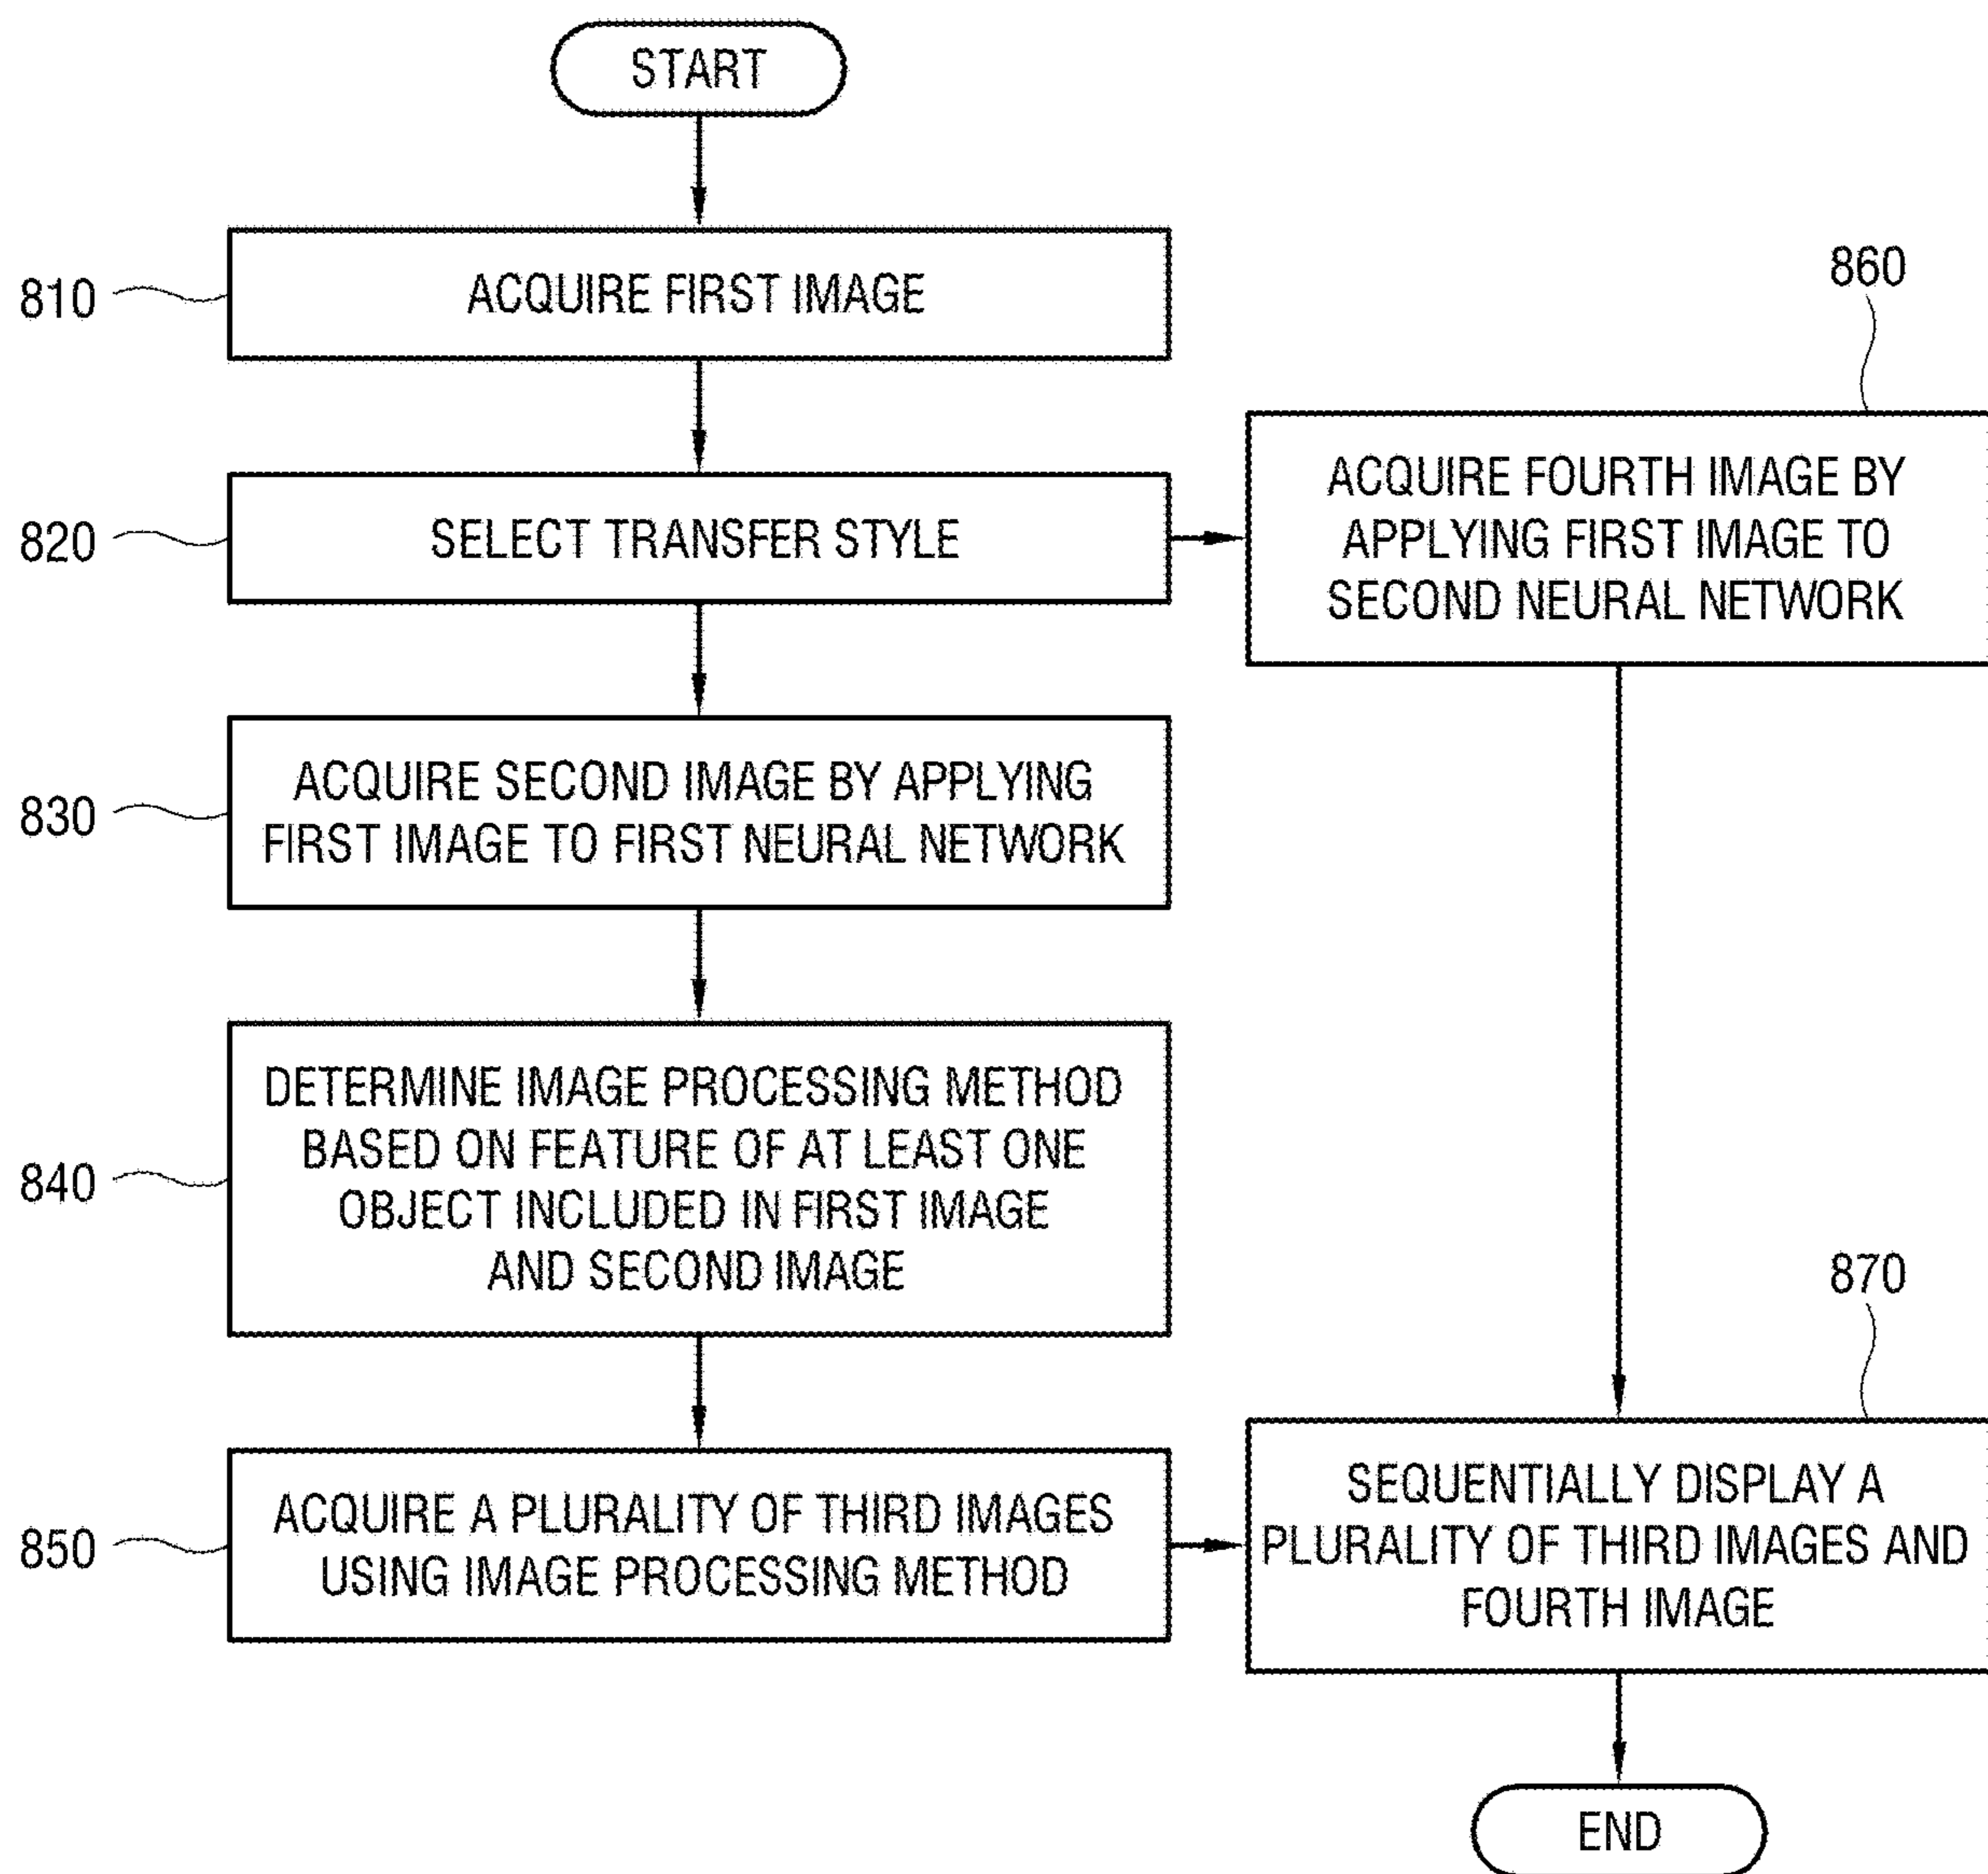 START
810
ACQUIRE FIRST IMAGE
820
SELECT TRANSFER STYLE
830
ACQUIRE SECOND IMAGE BY APPLYING
FIRST IMAGE TO FIRST NEURAL NETWORK
840
DETERMINE IMAGE PROCESSING METHOD
BASED ON FEATURE OF AT LEAST ONE
OBJECT INCLUDED IN FIRST IMAGE
AND SECOND IMAGE
850
ACQUIRE A PLURALITY OF THIRD IMAGES
USING IMAGE PROCESSING METHOD
860
ACQUIRE FOURTH IMAGE BY
APPLYING FIRST IMAGE TO
SECOND NEURAL NETWORK
870
SEQUENTIALLY DISPLAY A
PLURALITY OF THIRD IMAGES AND
FOURTH IMAGE
END